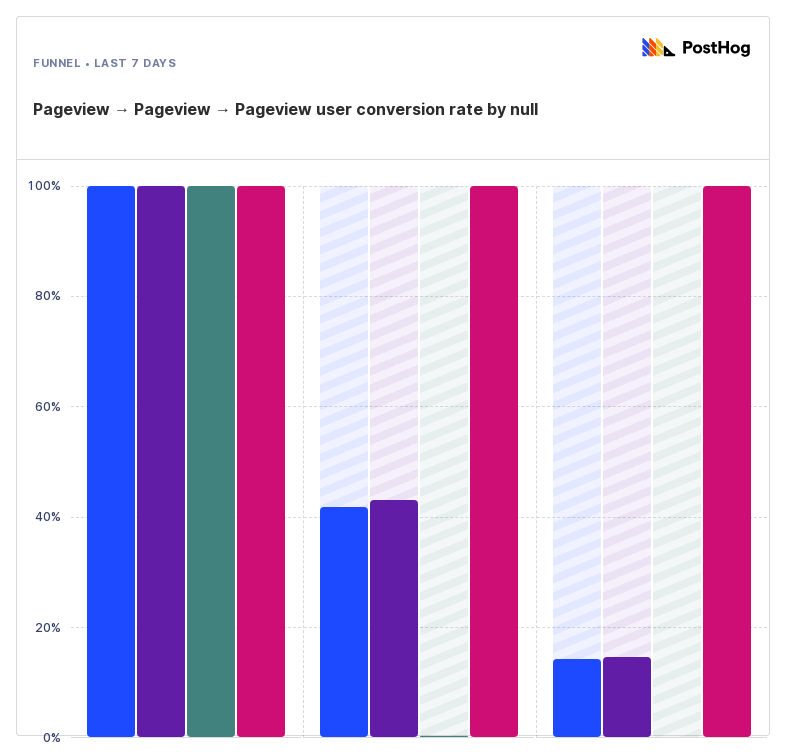 PostHog
FUNNEL • LAST 7 DAYS
Pageview → Pageview → Pageview user conversion rate by null
100%
80%
60%
40%
20%
0%